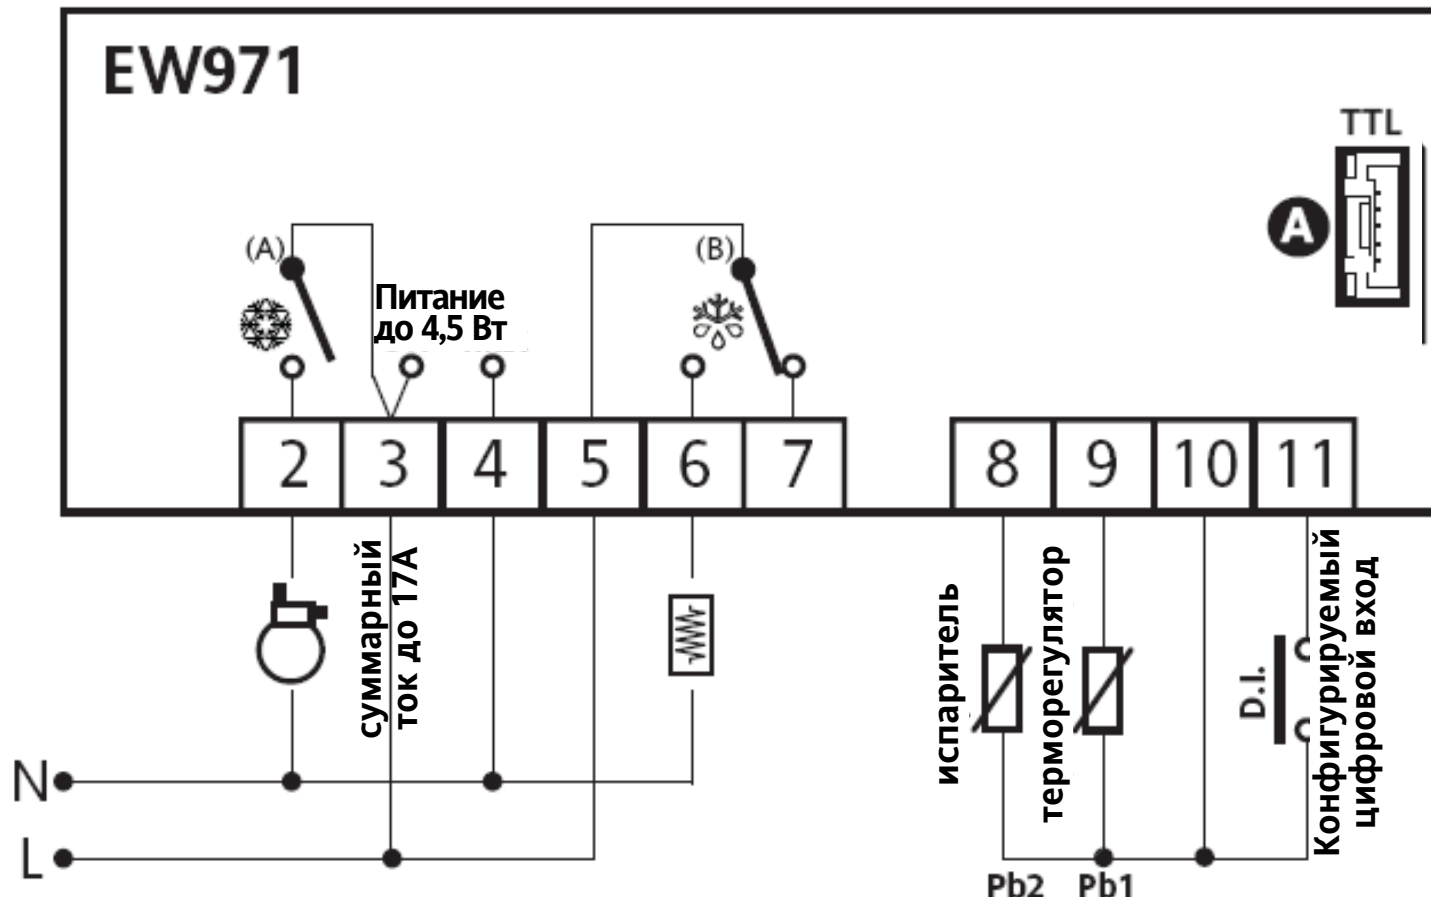 EW971
TTL
A
(A)
(B)
Питание
до 4,5 Вт
2 3 4 5 6 7
8 9 10 11
суммарный
ток до 17А
испаритель
терморегулятор
D.I.
Конфигурируемый
цифровой вход
N
L
Pb2 Pb1